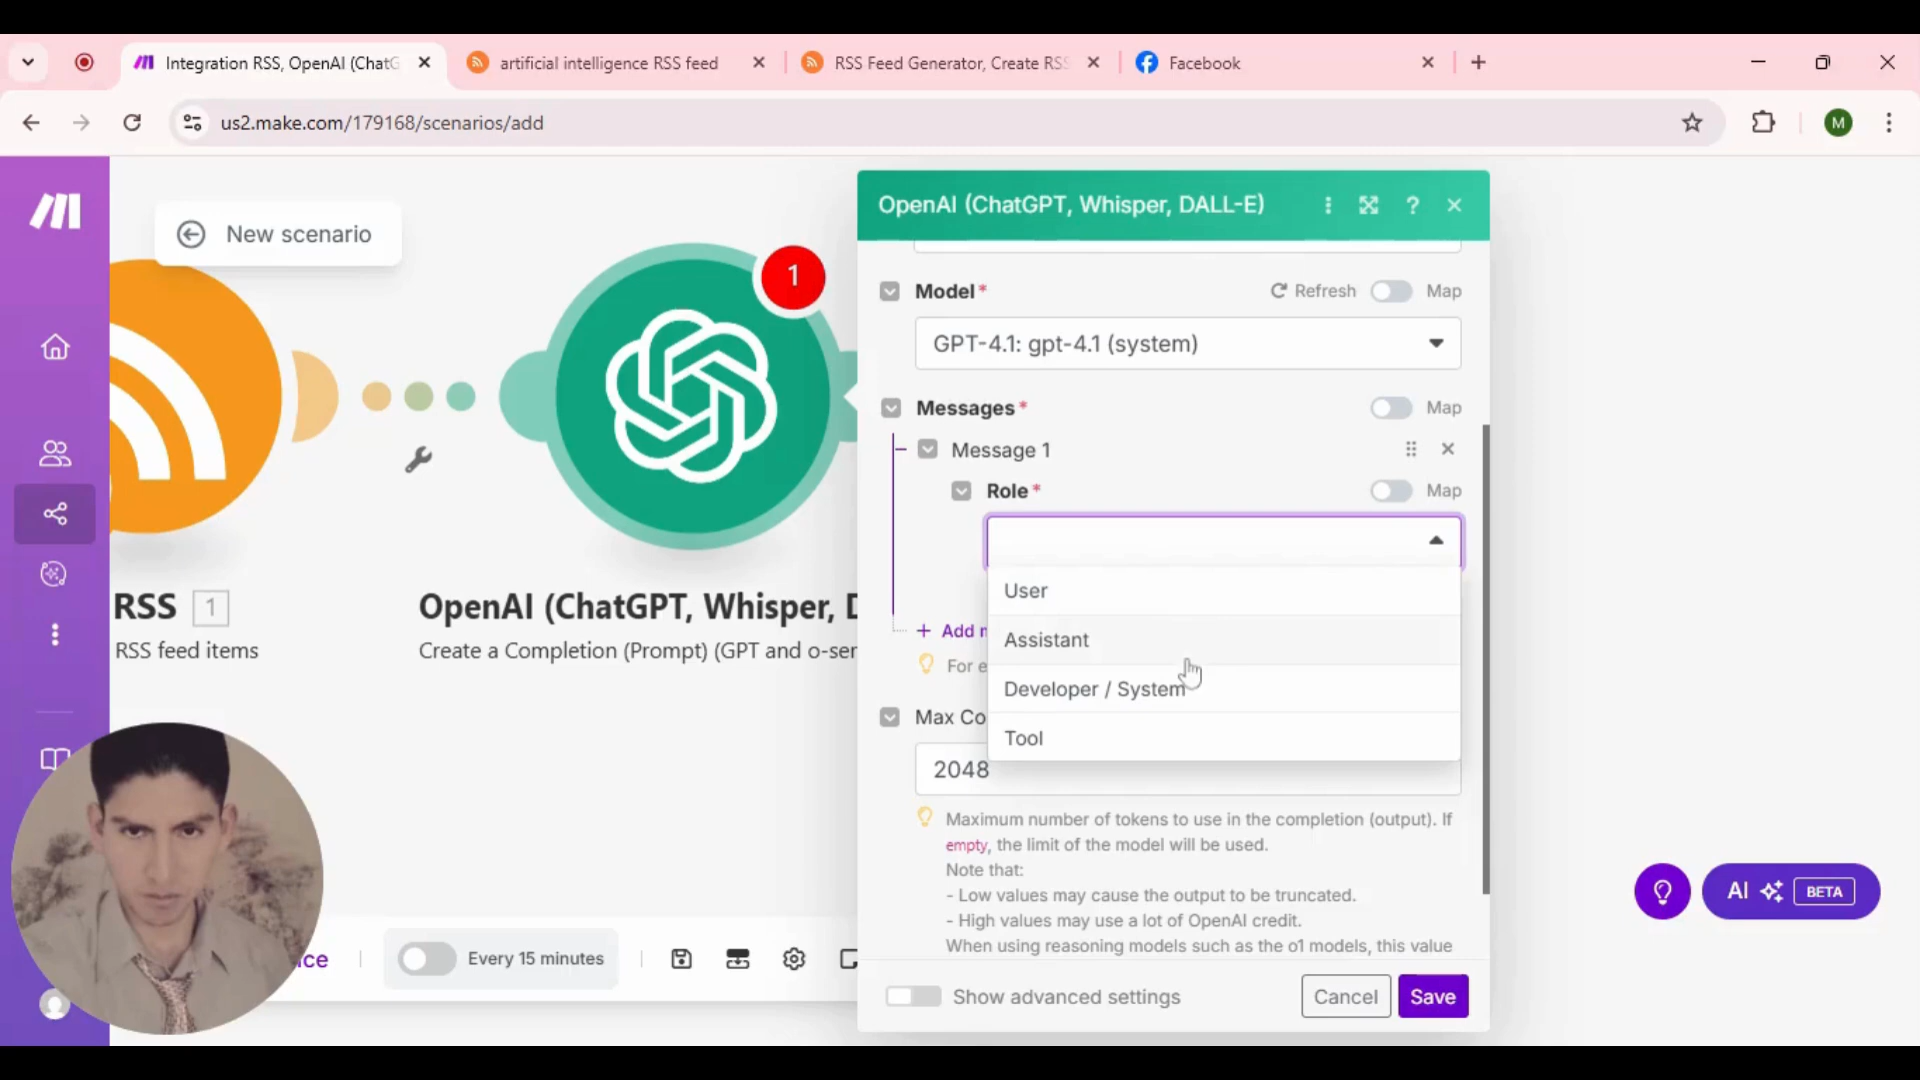 Integration RSS, OpenAI (ChatG
artificial intelligence RSS feed
RSS Feed Generator, Create RSS
Facebook
us2.make.com/179168/scenarios/add
M
New scenario
1
RSS 1
RSS feed items
OpenAI (ChatGPT, Whisper, D
Create a Completion (Prompt) (GPT and o-ser
Every 15 minutes
OpenAI (ChatGPT, Whisper, DALL-E)
Model*
Refresh
Map
GPT-4.1: gpt-4.1 (system)
Messages*
Map
Message 1
Role*
Map
User
Assistant
Developer / System
Tool
Add
For e
Max Co
2048
Maximum number of tokens to use in the completion (output). If
empty, the limit of the model will be used.
Note that:
- Low values may cause the output to be truncated.
- High values may use a lot of OpenAI credit.
When using reasoning models such as the o1 models, this value
Show advanced settings
Cancel
Save
AI BETA